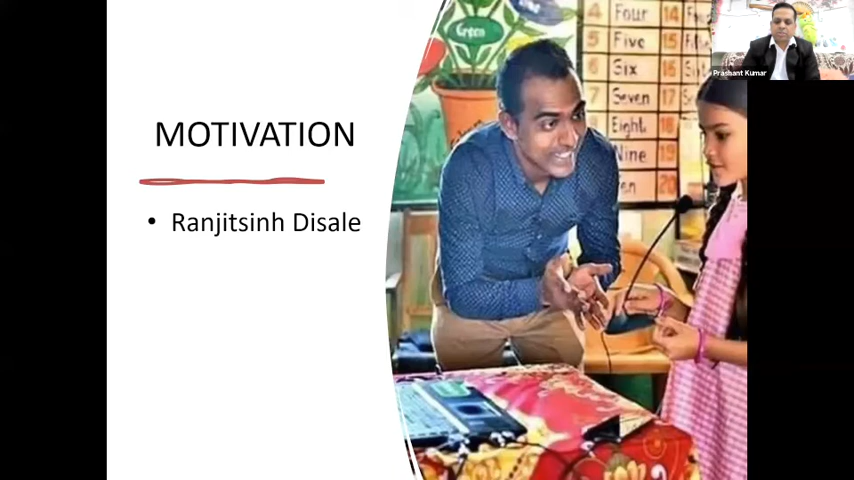 MOTIVATION
• Ranjitsinh Disale
Green
4 Four 14
5 Five 15
6 Six 16
7 Seven 17
8 Eight 18
Nine 19
20
Prashant Kumar